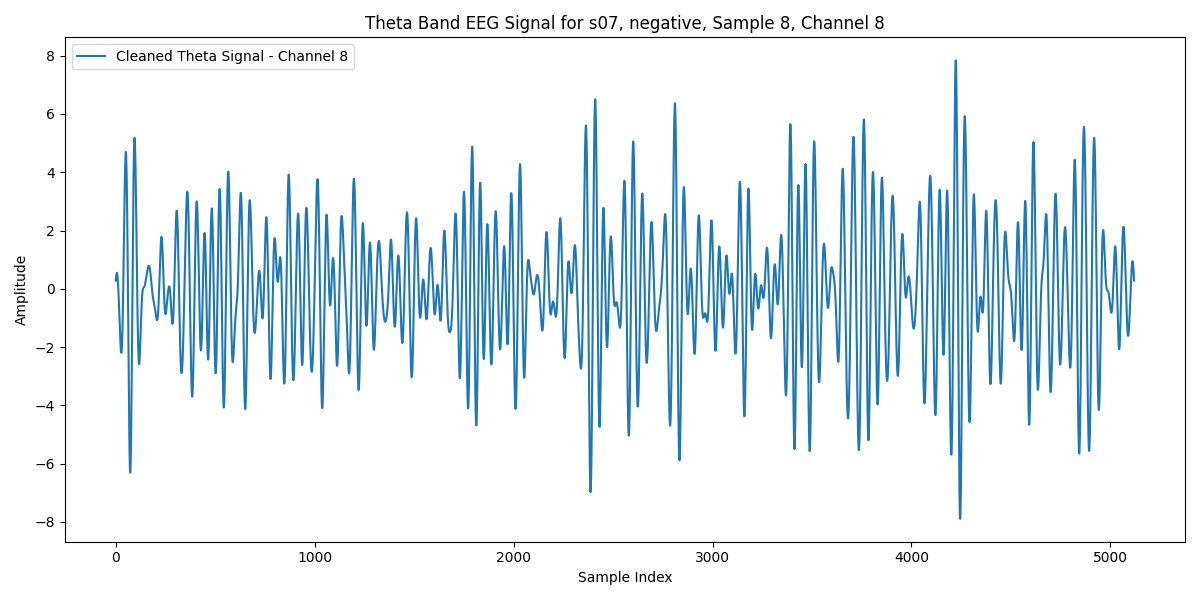 Theta Band EEG Signal for s07, negative, Sample 8, Channel 8
Cleaned Theta Signal - Channel 8
8
6
4
2
0
−2
−4
−6
−8
Amplitude
0 1000 2000 3000 4000 5000
Sample Index